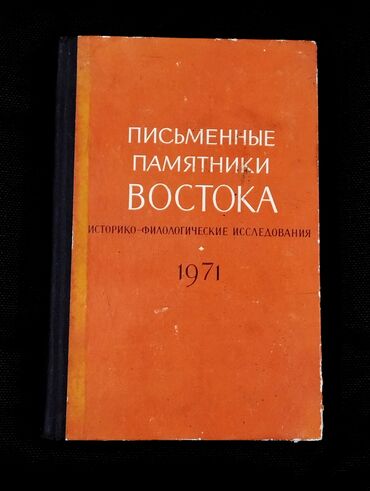 ПИСЬМЕННЫЕ
ПАМЯТНИКИ
ВОСТОКА
ИСТОРИКО-ФИЛОЛОГИЧЕСКИЕ ИССЛЕДОВАНИЯ
1971